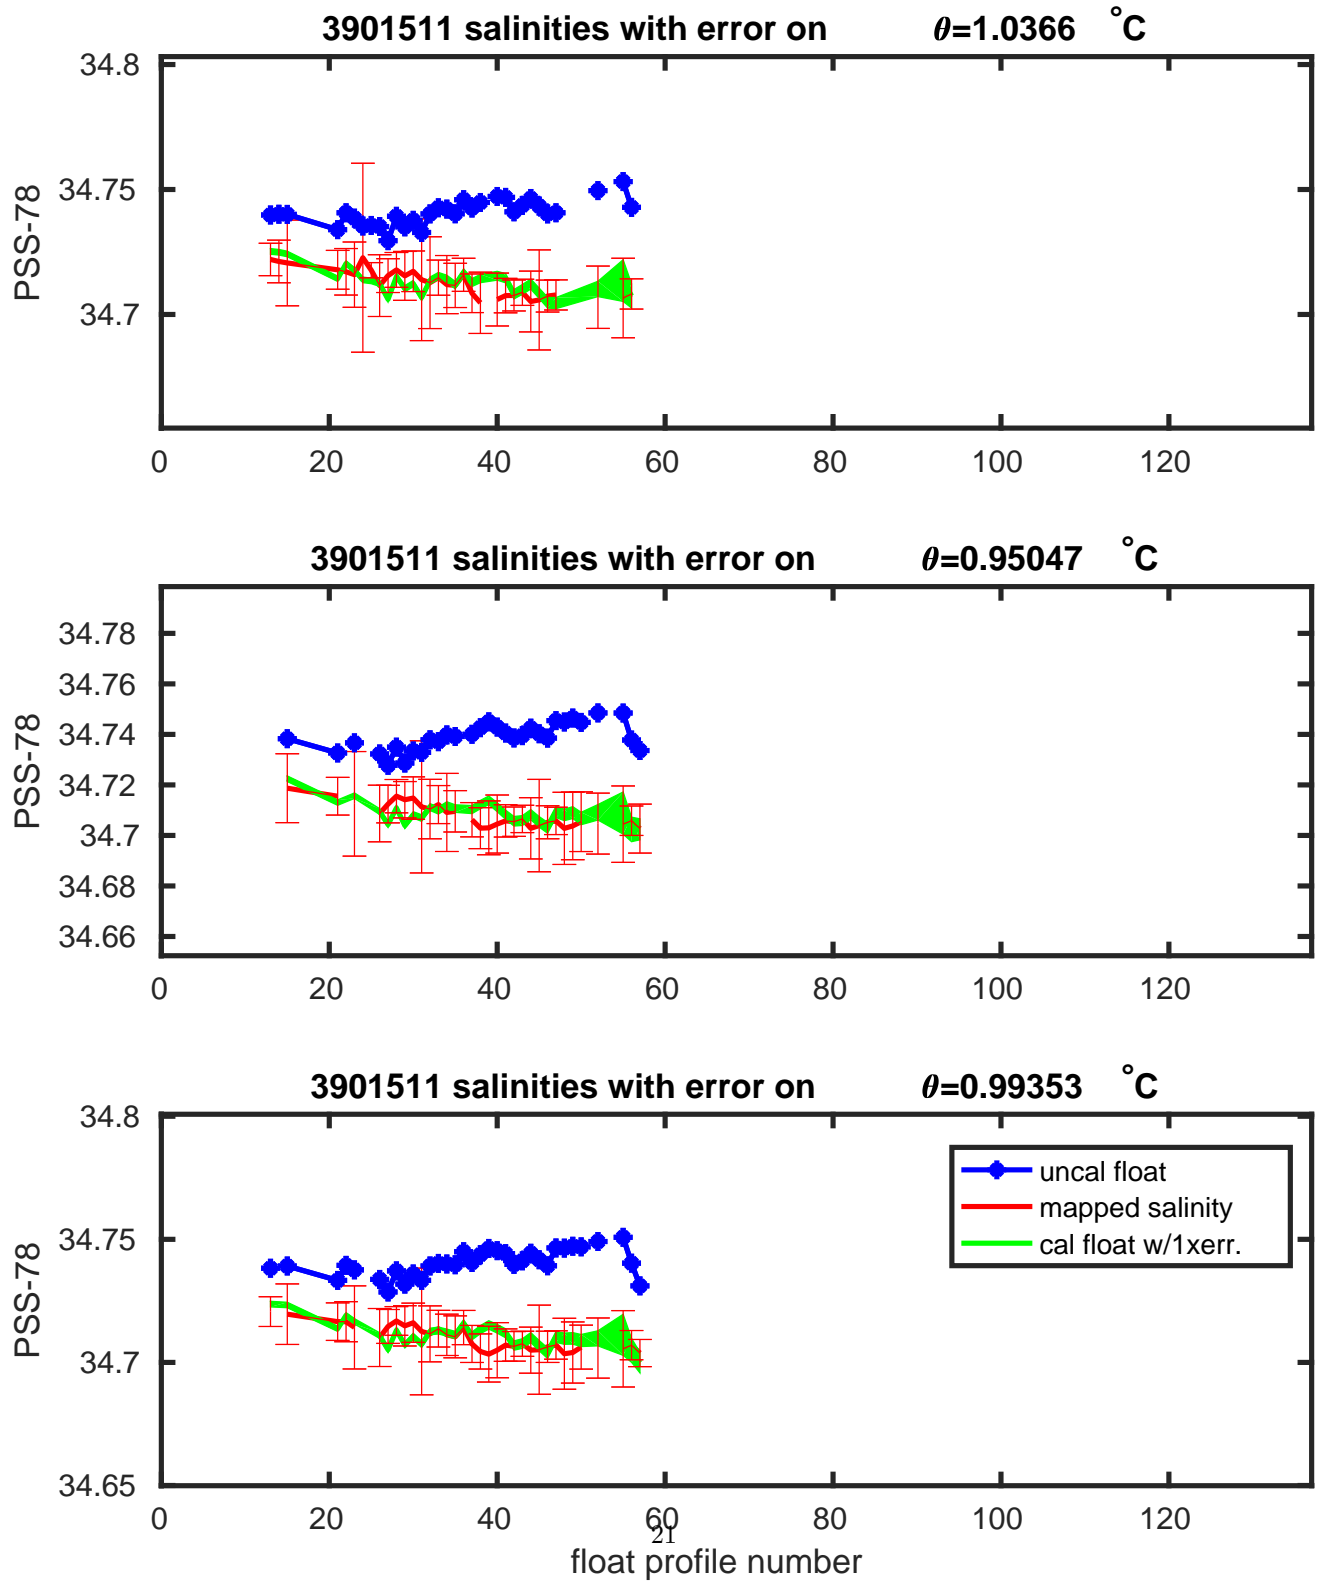 3901511 salinities with error on θ=1.0366 °C
34.8
34.75
34.7
PSS-78
0 20 40 60 80 100 120
3901511 salinities with error on θ=0.95047 °C
34.78
34.76
34.74
34.72
34.7
34.68
34.66
PSS-78
0 20 40 60 80 100 120
3901511 salinities with error on θ=0.99353 °C
34.8
34.75
34.7
34.65
PSS-78
uncal float
mapped salinity
cal float w/1xerr.
0 20 40 60 80 100 120
21
float profile number